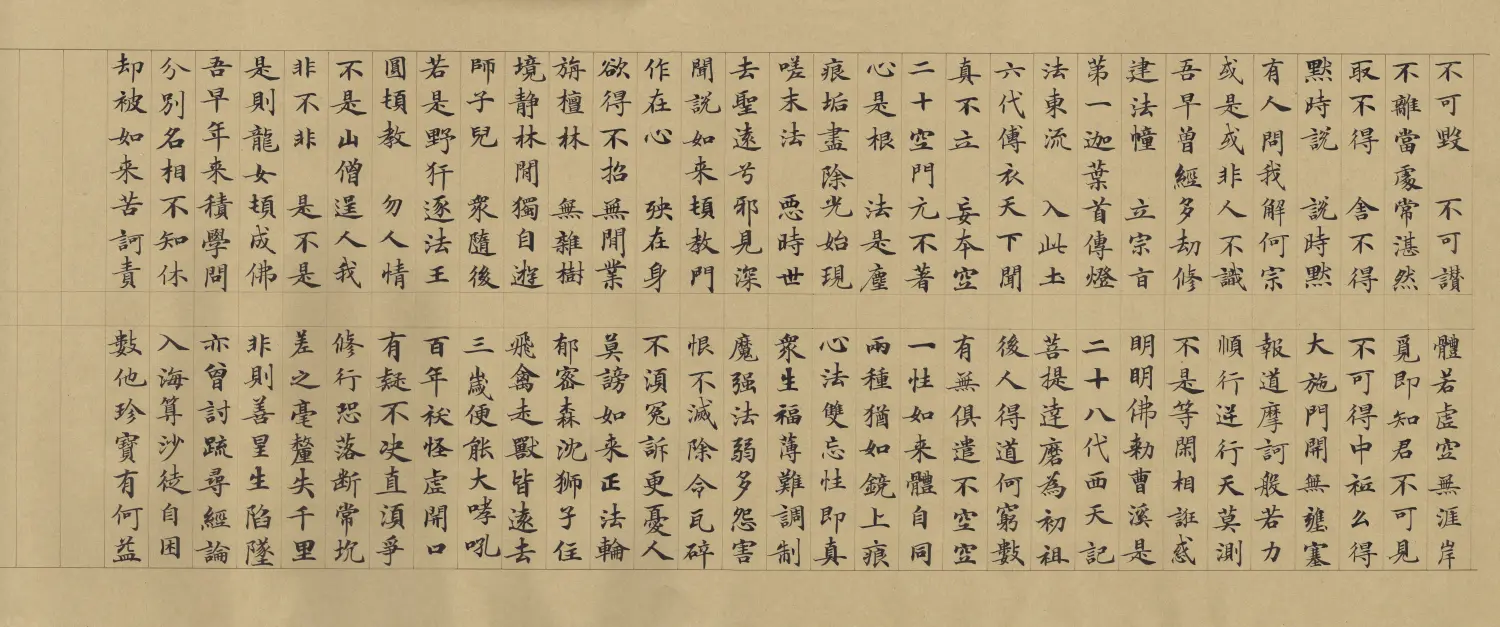 不可毀　不可讃　體若虛空無涯岸
不離當處常湛然　覓即知君不可見
取不得　舍不得　不可得中秖么得
默時說　說時默　大施門開無壅塞
有人問我解何宗　報道摩訶般若力
或是或非人不識　順行逆行天莫測
吾早曾經多劫修　不是等閑相誑惑
建法幢　立宗旨　明明佛勑曹溪是
第一迦葉首傳燈　二十八代西天記
法東流　入此土　菩提達磨為初祖
六代傳衣天下聞　後人得道何窮數
真不立　妄本空　有無俱遣不空空
二十空門元不著　一性如来體自同
心是根　法是塵　兩種猶如鏡上痕
痕垢盡除光始現　心法雙忘性即真
嗟末法　惡時世　衆生福薄難調制
去聖遠兮邪見深　魔强法弱多怨害
聞說如来頓教門　恨不滅除令瓦碎
作在心　殃在身　不須冤訴更憂人
欲得不招無間業　莫謗如来正法輪
旃檀林　無雜樹　郁密森沈獅子住
境静林間獨自遊　飛禽走獸皆遠去
師子兒　衆隨後　三歲便能大哮吼
若是野犴逐法王　百年秡怪虛開口
圓頓教　勿人情　有疑不决直須爭
不是山僧逞人我　修行恐落断常坑
非不非　是不是　差之毫釐失千里
是則龍女頓成佛　非則善星生陷墜
吾早年来積學問　亦曾討疏尋經論
分別名相不知休　入海算沙徒自困
却被如来苦訶責　數他珍寶有何益